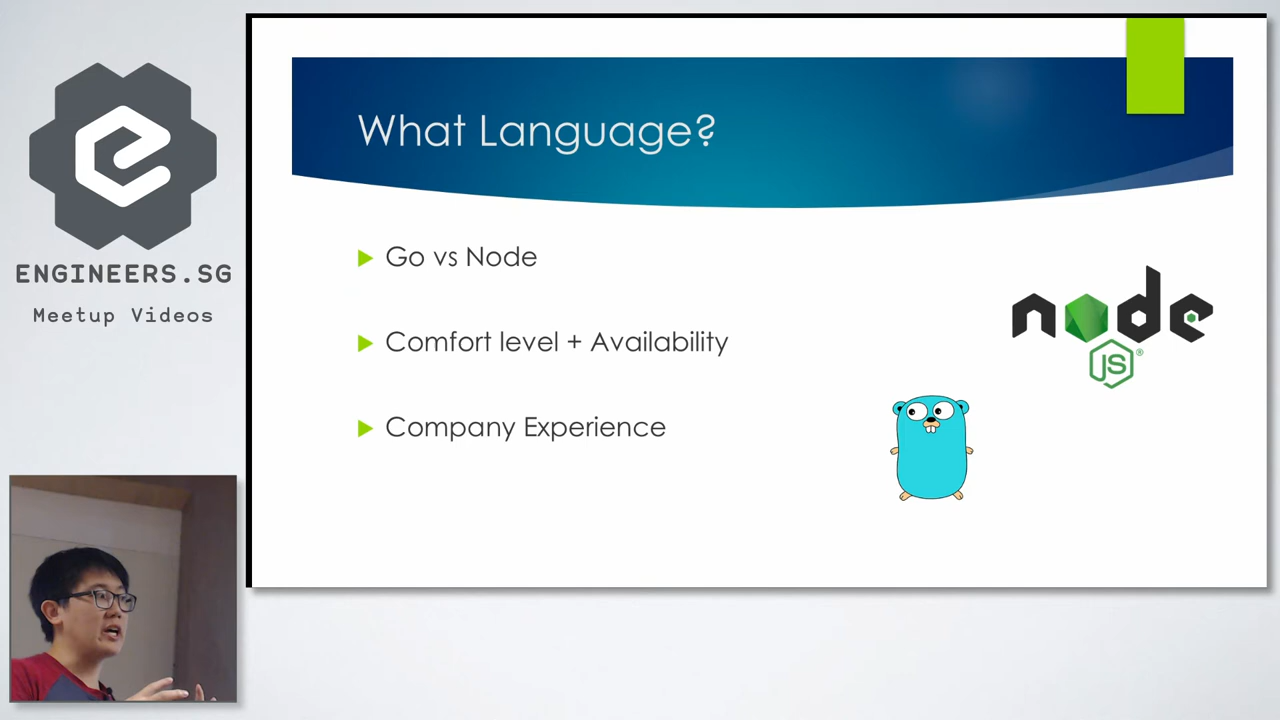 ENGINEERS.SG
Meetup Videos
What Language?
Go vs Node
Comfort level + Availability
Company Experience
node
JS®